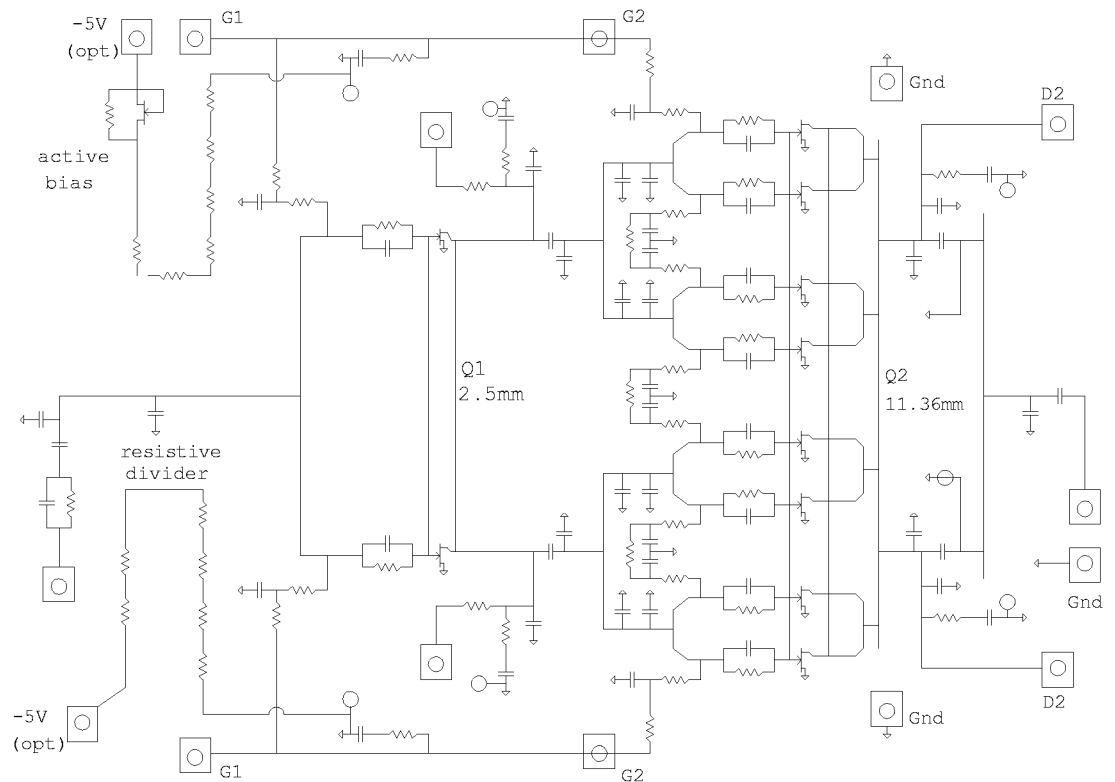 -5V
(opt)
G1
G2
Gnd
D2
active
bias
Q1
2.5mm
Q2
11.36mm
resistive
divider
Gnd
-5V
(opt)
G1
G2
Gnd
D2